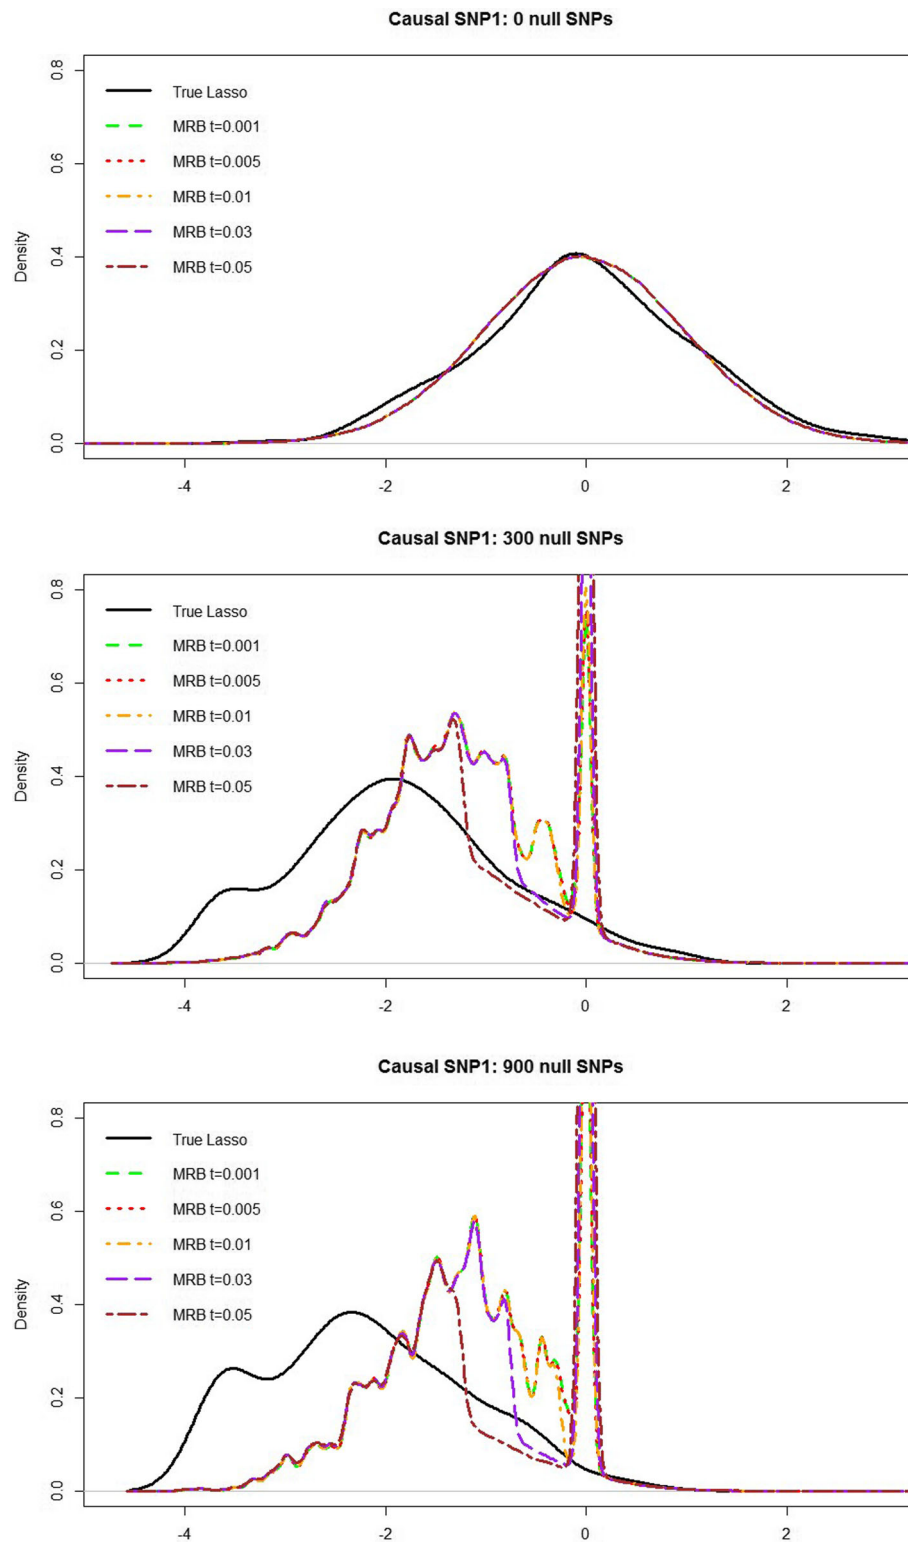 Causal SNP1: 0 null SNPs
0.8
0.6
0.4
0.2
0.0
Density
True Lasso
MRB t=0.001
MRB t=0.005
MRB t=0.01
MRB t=0.03
MRB t=0.05
-4 -2 0 2
Causal SNP1: 300 null SNPs
0.8
0.6
0.4
0.2
0.0
Density
True Lasso
MRB t=0.001
MRB t=0.005
MRB t=0.01
MRB t=0.03
MRB t=0.05
-4 -2 0 2
Causal SNP1: 900 null SNPs
0.8
0.6
0.4
0.2
0.0
Density
True Lasso
MRB t=0.001
MRB t=0.005
MRB t=0.01
MRB t=0.03
MRB t=0.05
-4 -2 0 2